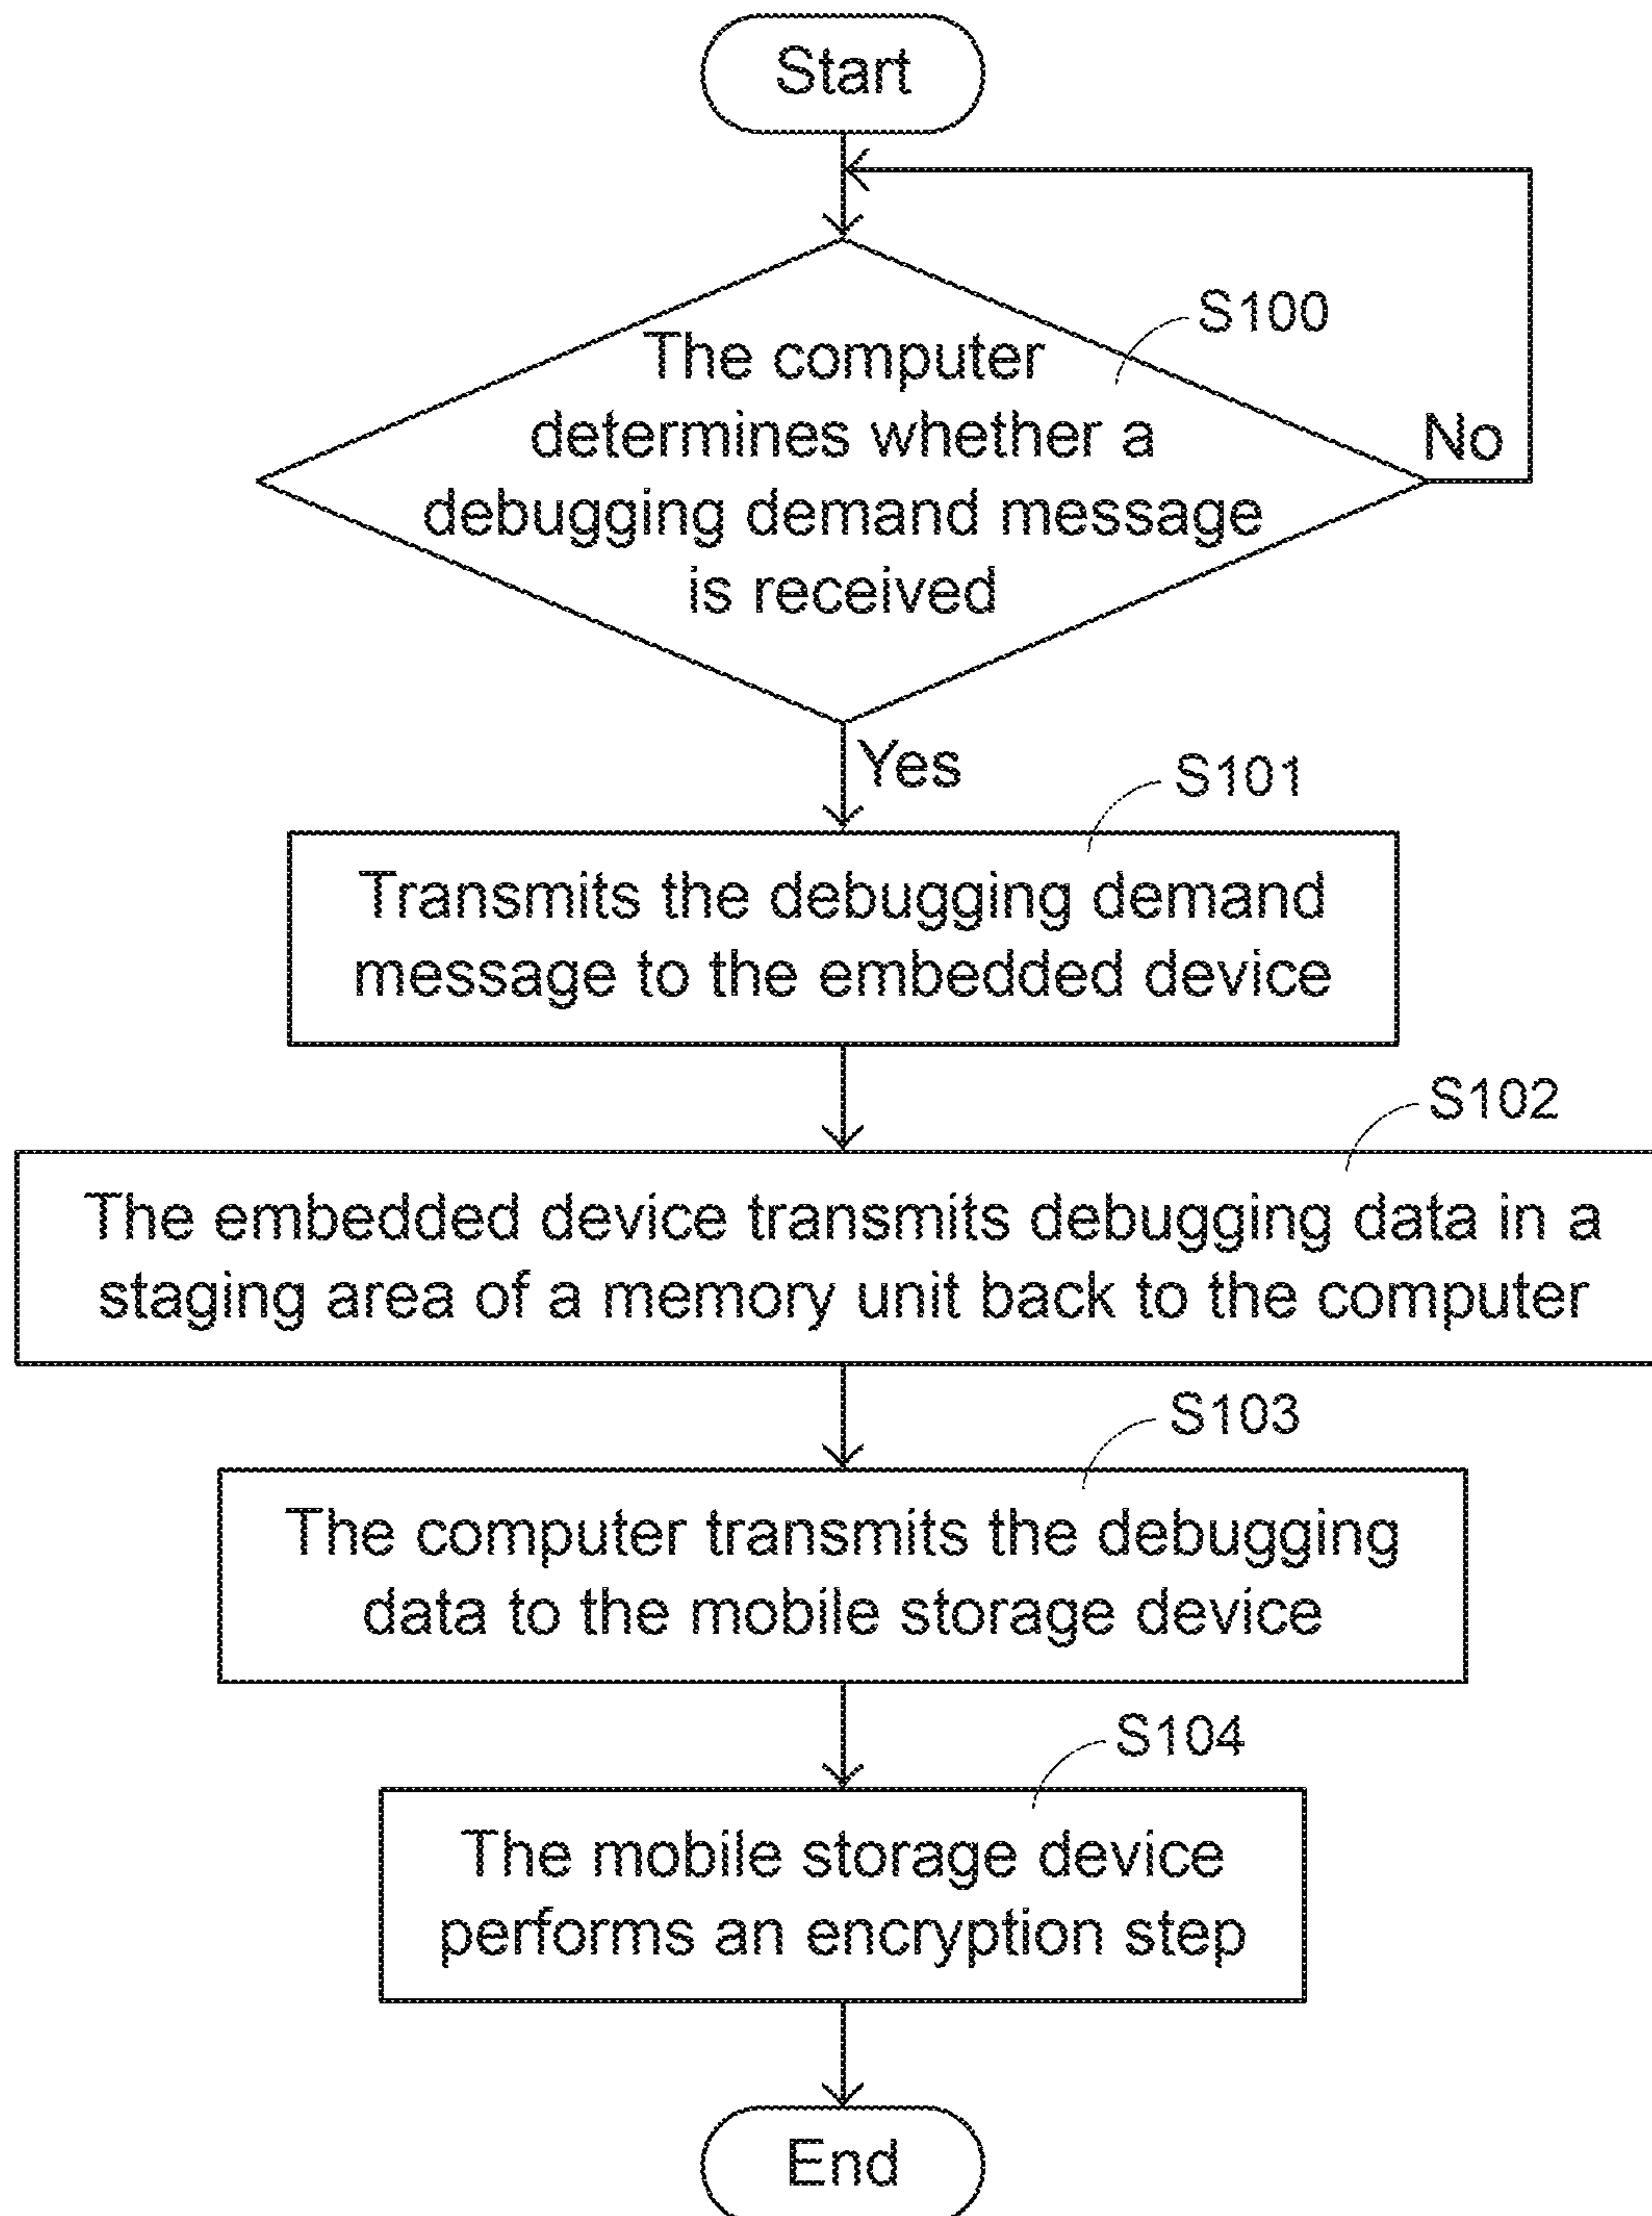 Start
S100
The computer
determines whether a
debugging demand message
is received
No
Yes
S101
Transmits the debugging demand
message to the embedded device
S102
The embedded device transmits debugging data in a
staging area of a memory unit back to the computer
S103
The computer transmits the debugging
data to the mobile storage device
S104
The mobile storage device
performs an encryption step
End